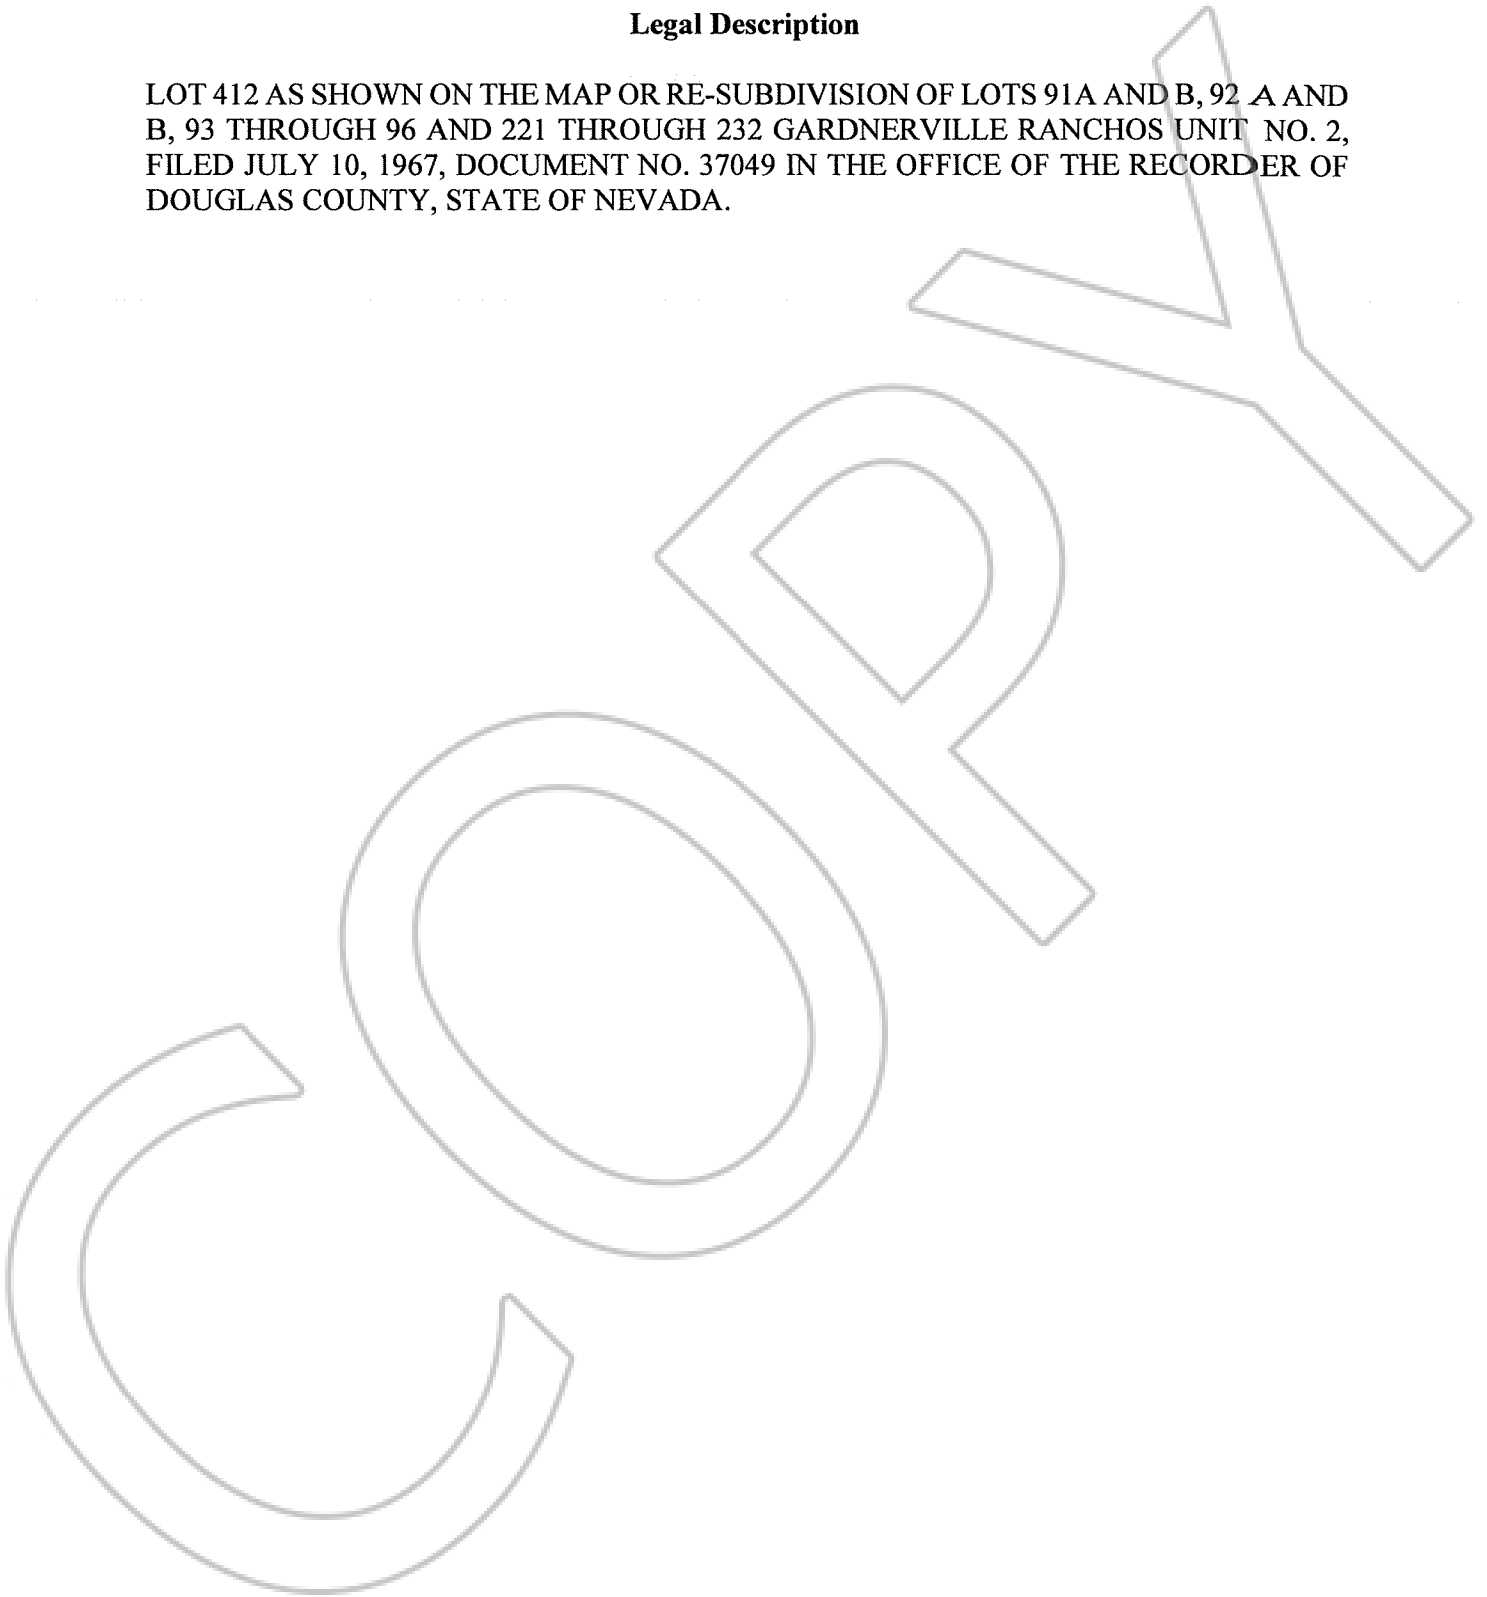 Legal Description
LOT 412 AS SHOWN ON THE MAP OR RE-SUBDIVISION OF LOTS 91A AND B, 92 A AND
B, 93 THROUGH 96 AND 221 THROUGH 232 GARDNERVILLE RANCHOS UNIT NO. 2,
FILED JULY 10, 1967, DOCUMENT NO. 37049 IN THE OFFICE OF THE RECORDER OF
DOUGLAS COUNTY, STATE OF NEVADA.
COPY